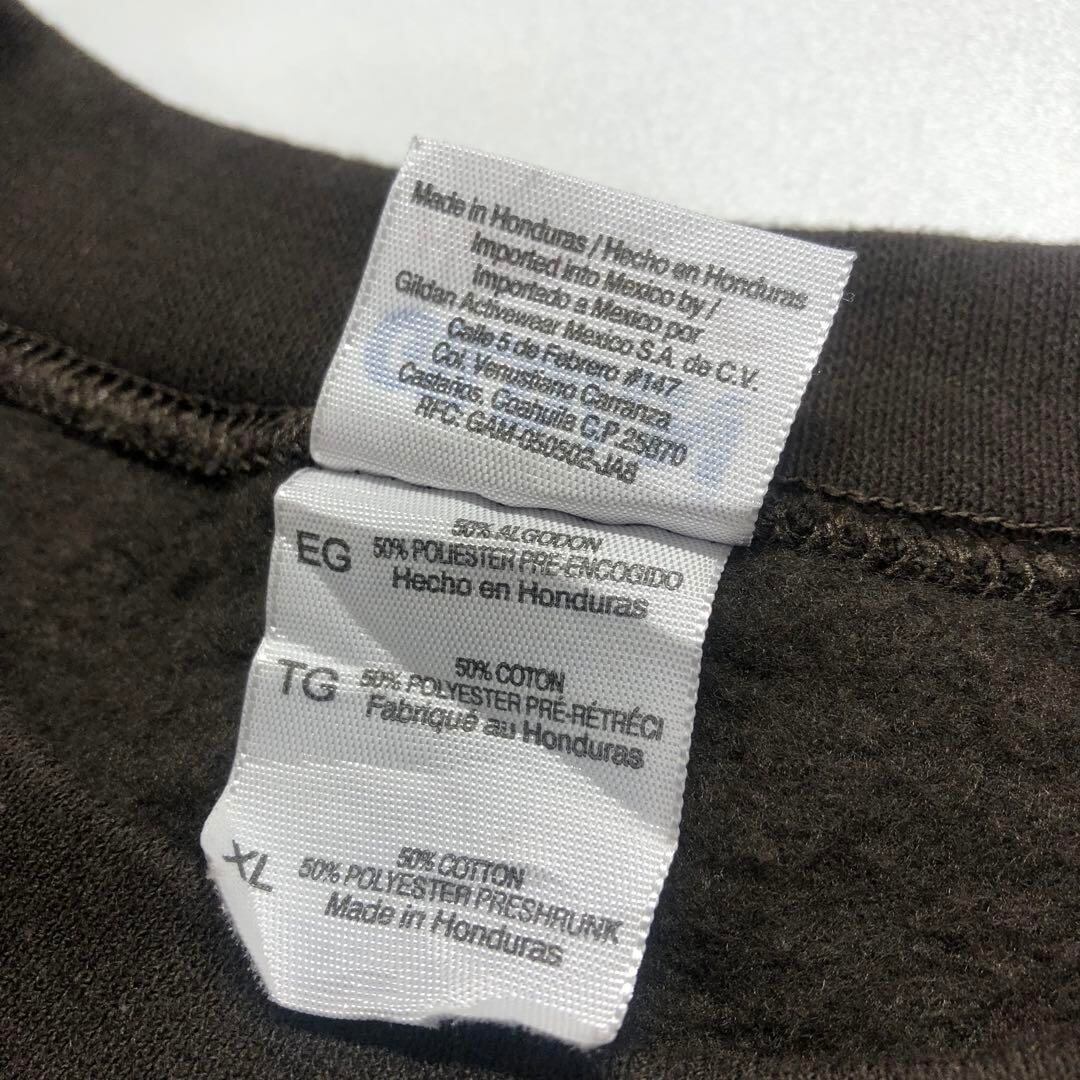 Made in Honduras / Hecho en Honduras
Imported into Mexico by /
Importado a Mexico por
Gildan Activewear Mexico S.A. de C.V.
Calle 5 de Febrero #147
Col. Venustiano Carranza
Castaños, Coahuila C.P. 25870
RFC: GAM-050502-JA8
50% ALGODON
EG 50% POLIESTER PRE-ENCOGIDO
Hecho en Honduras
50% COTON
TG 50% POLYESTER PRÉ-RÉTRÉCI
Fabriqué au Honduras
50% COTTON
XL 50% POLYESTER PRESHRUNK
Made in Honduras